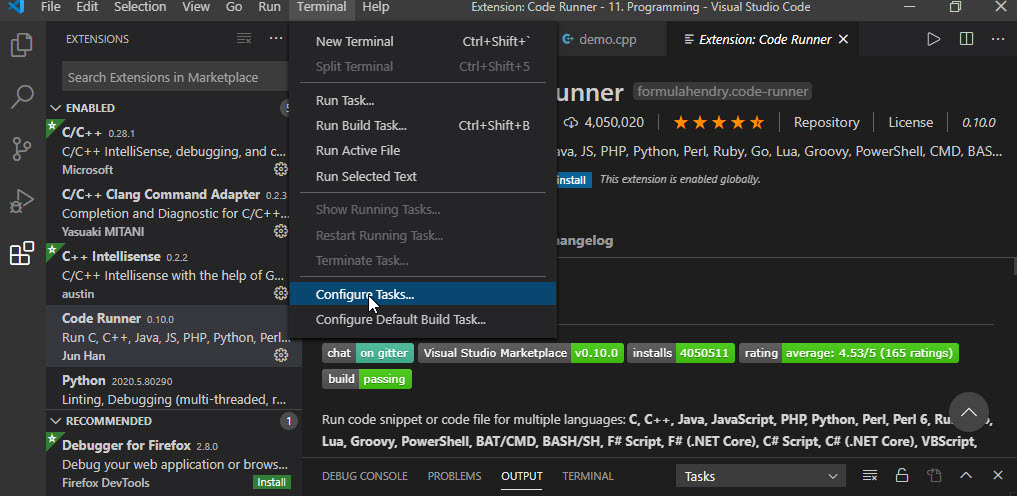 File Edit Selection View Go Run Terminal Help Extension: Code Runner - 11. Programming - Visual Studio Code
EXTENSIONS
Search Extensions in Marketplace
ENABLED
C/C++ 0.28.1
C/C++ IntelliSense, debugging, and c...
Microsoft
C/C++ Clang Command Adapter 0.2.3
Completion and Diagnostic for C/C++...
Yasuaki MITANI
C++ Intellisense 0.2.2
C/C++ Intellisense with the help of G...
austin
Code Runner 0.10.0
Run C, C++, Java, JS, PHP, Python, Perl...
Jun Han
Python 2020.5.80290
Linting, Debugging (multi-threaded, r...
RECOMMENDED 1
Debugger for Firefox 2.8.0
Debug your web application or brows...
Firefox DevTools Install
New Terminal Ctrl+Shift+`
Split Terminal Ctrl+Shift+5
Run Task...
Run Build Task... Ctrl+Shift+B
Run Active File
Run Selected Text
Show Running Tasks...
Restart Running Task...
Terminate Task...
Configure Tasks...
Configure Default Build Task...
demo.cpp Extension: Code Runner
unner formulahendry.code-runner
4,050,020 Repository License 0.10.0
ava, JS, PHP, Python, Perl, Ruby, Go, Lua, Groovy, PowerShell, CMD, BAS...
nstall This extension is enabled globally.
angelog
chat on gitter Visual Studio Marketplace v0.10.0 installs 4050511 rating average: 4.53/5 (165 ratings)
build passing
Run code snippet or code file for multiple languages: C, C++, Java, JavaScript, PHP, Python, Perl, Perl 6,
Lua, Groovy, PowerShell, BAT/CMD, BASH/SH, F# Script, F# (.NET Core), C# Script, C# (.NET Core), VBScript,
DEBUG CONSOLE PROBLEMS OUTPUT TERMINAL Tasks